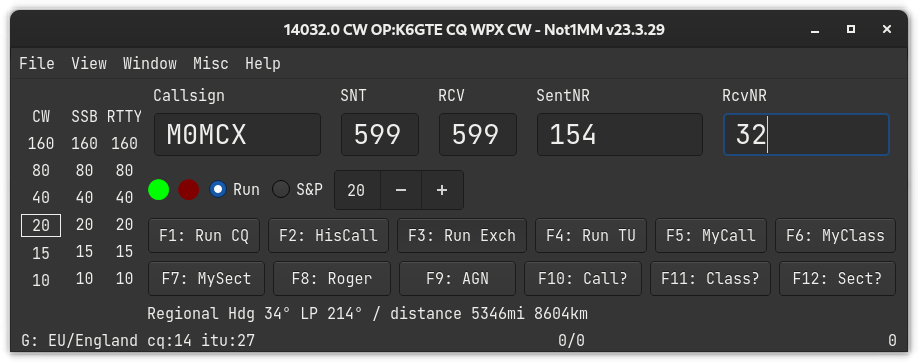 14032.0 CW OP:K6GTE CQ WPX CW - Not1MM v23.3.29
File View Window Misc Help
Callsign SNT RCV SentNR RcvNR
CW SSB RTTY
M0MCX 599 599 154 32
160 160 160
80 80 80
Run S&P 20 − +
40 40 40
20 20 20
F1: Run CQ F2: HisCall F3: Run Exch F4: Run TU F5: MyCall F6: MyClass
15 15 15
10 10 10
F7: MySect F8: Roger F9: AGN F10: Call? F11: Class? F12: Sect?
Regional Hdg 34° LP 214° / distance 5346mi 8604km
G: EU/England cq:14 itu:27 0/0 0